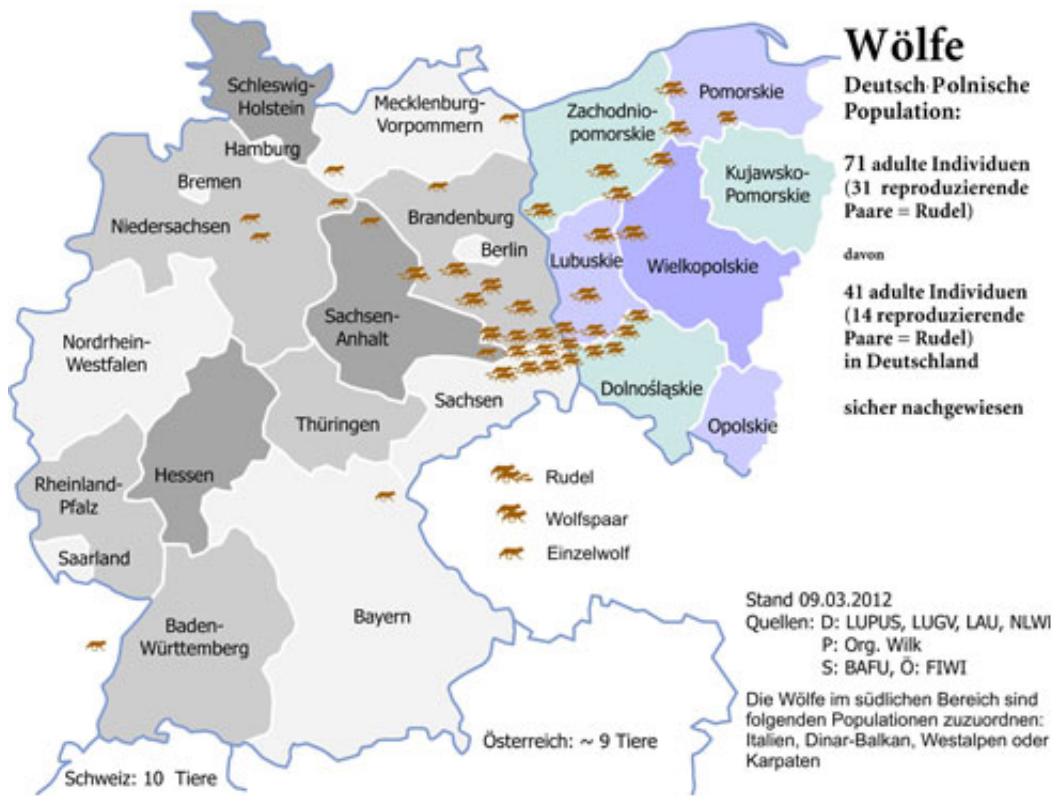 Wölfe
Deutsch-Polnische
Population:
71 adulte Individuen
(31 reproduzierende
Paare = Rudel)
davon
41 adulte Individuen
(14 reproduzierende
Paare = Rudel)
in Deutschland
sicher nachgewiesen
Schleswig-
Holstein
Mecklenburg-
Vorpommern
Hamburg
Bremen
Niedersachsen
Brandenburg
Berlin
Sachsen-
Anhalt
Nordrhein-
Westfalen
Sachsen
Thüringen
Hessen
Rheinland-
Pfalz
Saarland
Baden-
Württemberg
Bayern
Zachodnio-
pomorskie
Pomorskie
Kujawsko-
Pomorskie
Lubuskie
Wielkopolskie
Dolnośląskie
Opolskie
Rudel
Wolfspaar
Einzelwolf
Stand 09.03.2012
Quellen: D: LUPUS, LUGV, LAU, NLWI
P: Org. Wilk
S: BAFU, Ö: FIWI
Die Wölfe im südlichen Bereich sind
folgenden Populationen zuzuordnen:
Italien, Dinar-Balkan, Westalpen oder
Karpaten
Österreich: ~ 9 Tiere
Schweiz: 10 Tiere